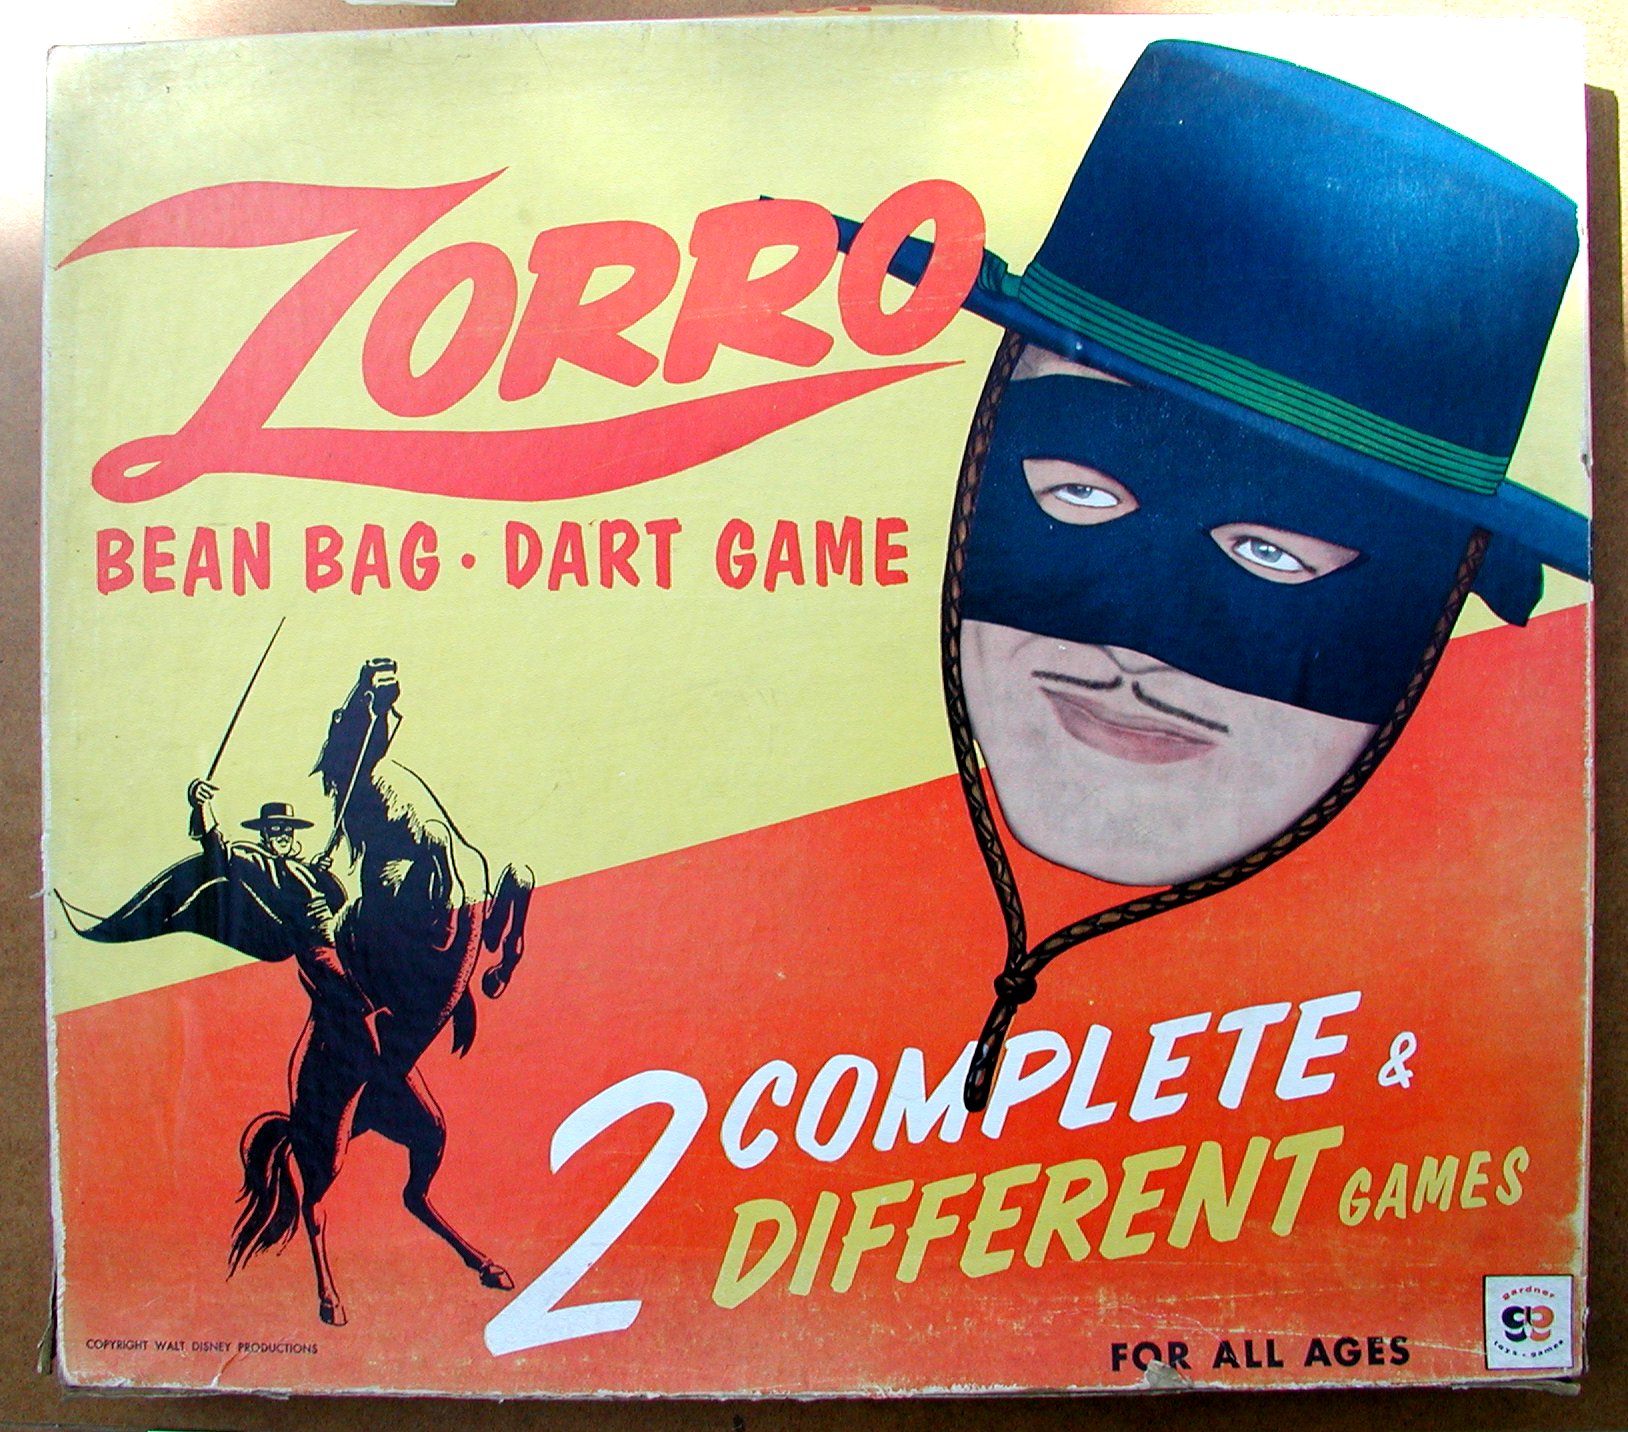 ZORRO
BEAN BAG • DART GAME
2 COMPLETE &
DIFFERENT GAMES
COPYRIGHT WALT DISNEY PRODUCTIONS
FOR ALL AGES
gardner
toys - games